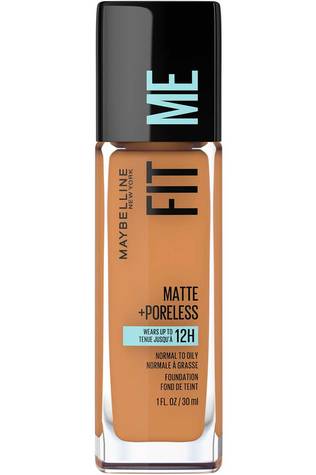 FIT ME
MAYBELLINE
NEW YORK
MATTE
+PORELESS
WEARS UP TO
TENUE JUSQU'À
12H
NORMAL TO OILY
NORMALE À GRASSE
FOUNDATION
FOND DE TEINT
1 FL. OZ / 30 ml